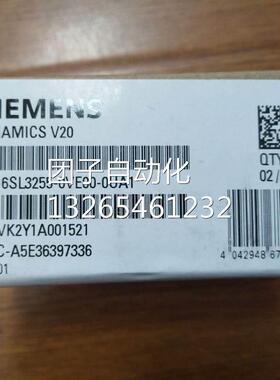 IEMENS
AMICS V20
QTY
6SL3255-0VE00-0UA1
02/
团子自动化
13265461232
VK2Y1A001521
C-A5E36397336
01
4 042948 67